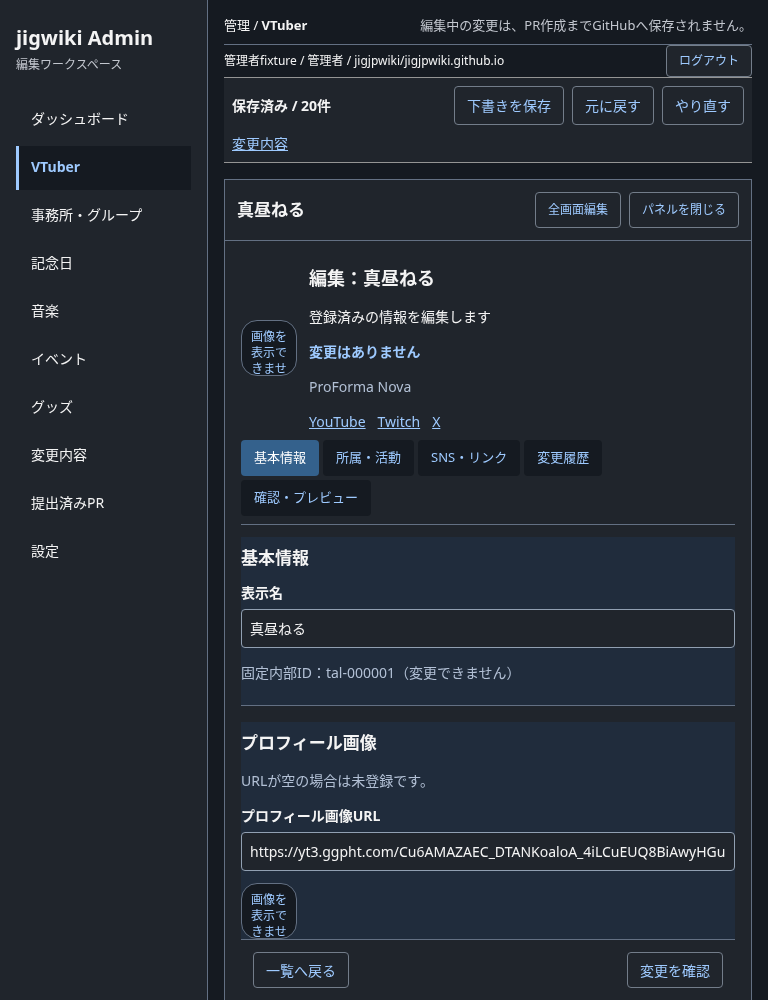 jigwiki Admin
編集ワークスペース
ダッシュボード
VTuber
事務所・グループ
記念日
音楽
イベント
グッズ
変更内容
提出済みPR
設定
管理 / VTuber
編集中の変更は、PR作成までGitHubへ保存されません。
管理者fixture / 管理者 / jigjpwiki/jigjpwiki.github.io
ログアウト
保存済み / 20件
下書きを保存
元に戻す
やり直す
変更内容
真昼ねる
全画面編集
パネルを閉じる
画像を
表示で
きませ
編集：真昼ねる
登録済みの情報を編集します
変更はありません
ProForma Nova
YouTube Twitch X
基本情報
所属・活動
SNS・リンク
変更履歴
確認・プレビュー
基本情報
表示名
真昼ねる
固定内部ID：tal-000001（変更できません）
プロフィール画像
URLが空の場合は未登録です。
プロフィール画像URL
https://yt3.ggpht.com/Cu6AMAZAEC_DTANKoaloA_4iLCuEUQ8BiAwyHGu
画像を
表示で
きませ
一覧へ戻る
変更を確認